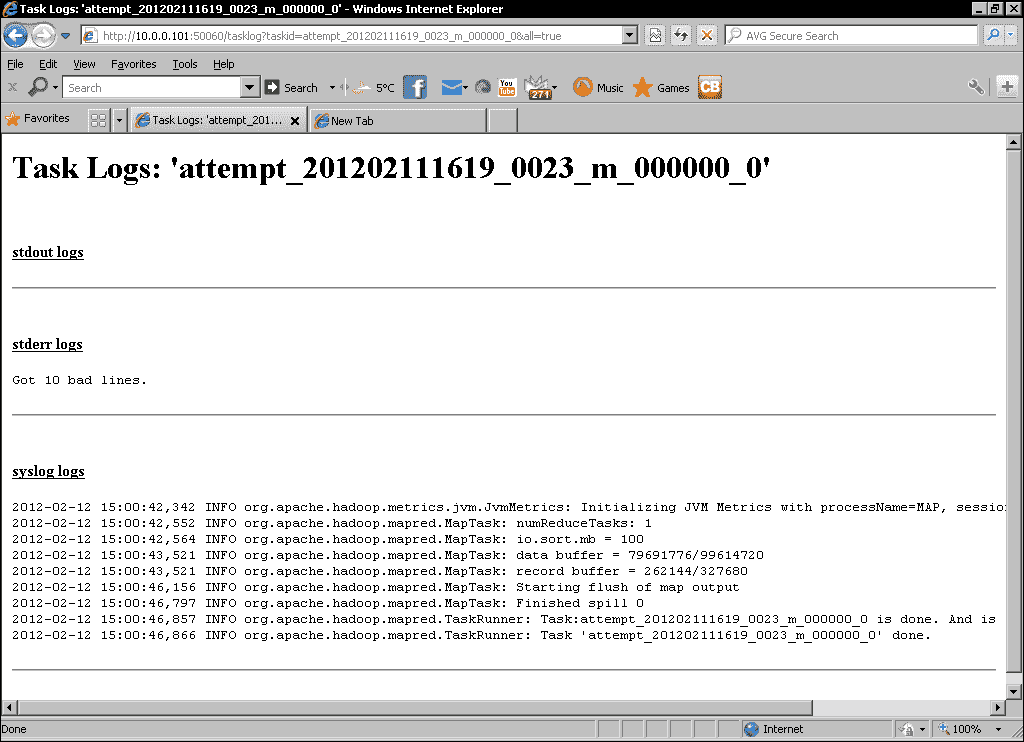 Task Logs: 'attempt_201202111619_0023_m_000000_0' - Windows Internet Explorer
http://10.0.0.101:50060/tasklog?taskid=attempt_201202111619_0023_m_000000_0&all=true
AVG Secure Search
File Edit View Favorites Tools Help
Search Search 5°C f You Tube 271 Music Games CB
Favorites Task Logs: 'attempt_201... New Tab
Task Logs: 'attempt_201202111619_0023_m_000000_0'
stdout logs
stderr logs
Got 10 bad lines.
syslog logs
2012-02-12 15:00:42,342 INFO org.apache.hadoop.metrics.jvm.JvmMetrics: Initializing JVM Metrics with processName=MAP, session
2012-02-12 15:00:42,552 INFO org.apache.hadoop.mapred.MapTask: numReduceTasks: 1
2012-02-12 15:00:42,564 INFO org.apache.hadoop.mapred.MapTask: io.sort.mb = 100
2012-02-12 15:00:43,521 INFO org.apache.hadoop.mapred.MapTask: data buffer = 79691776/99614720
2012-02-12 15:00:43,521 INFO org.apache.hadoop.mapred.MapTask: record buffer = 262144/327680
2012-02-12 15:00:46,156 INFO org.apache.hadoop.mapred.MapTask: Starting flush of map output
2012-02-12 15:00:46,797 INFO org.apache.hadoop.mapred.MapTask: Finished spill 0
2012-02-12 15:00:46,857 INFO org.apache.hadoop.mapred.TaskRunner: Task:attempt_201202111619_0023_m_000000_0 is done. And is
2012-02-12 15:00:46,866 INFO org.apache.hadoop.mapred.TaskRunner: Task 'attempt_201202111619_0023_m_000000_0' done.
Done Internet 100%